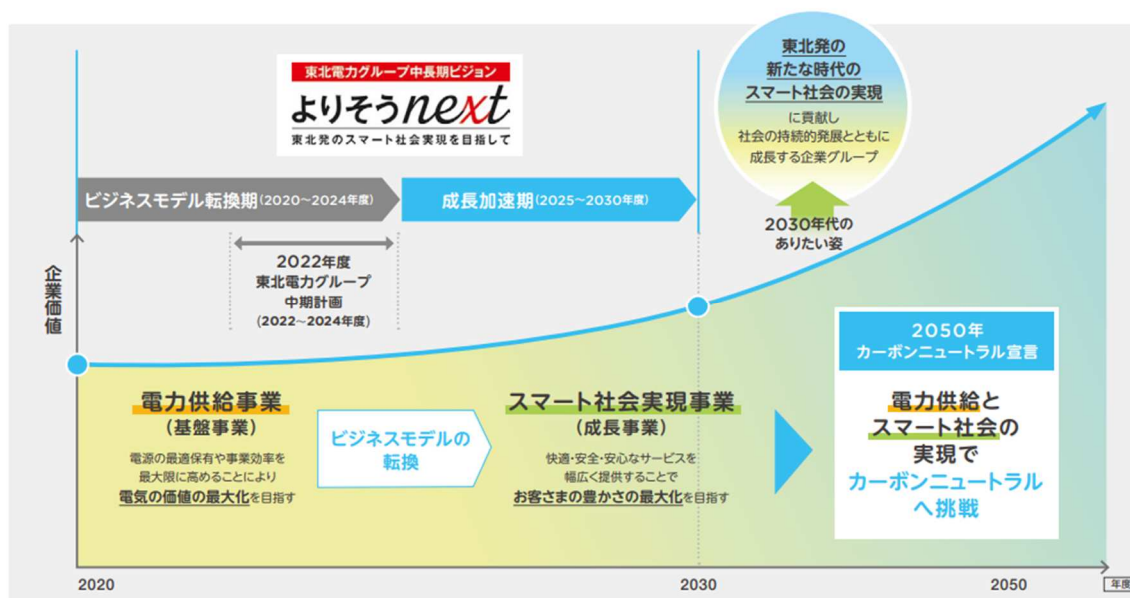 東北電力グループ中長期ビジョン
よりそうnext
東北発のスマート社会実現を目指して
東北発の
新たな時代の
スマート社会の実現
に貢献し
社会の持続的発展とともに
成長する企業グループ
ビジネスモデル転換期(2020〜2024年度)
成長加速期(2025〜2030年度)
2030年代の
ありたい姿
2022年度
東北電力グループ
中期計画
(2022〜2024年度)
企業価値
2050年
カーボンニュートラル宣言
電力供給と
スマート社会の
実現で
カーボンニュートラル
へ挑戦
電力供給事業
(基盤事業)
電源の最適保有や事業効率を
最大限に高めることにより
電気の価値の最大化を目指す
ビジネスモデルの
転換
スマート社会実現事業
(成長事業)
快適・安全・安心なサービスを
幅広く提供することで
お客さまの豊かさの最大化を目指す
2020
2030
2050
年度